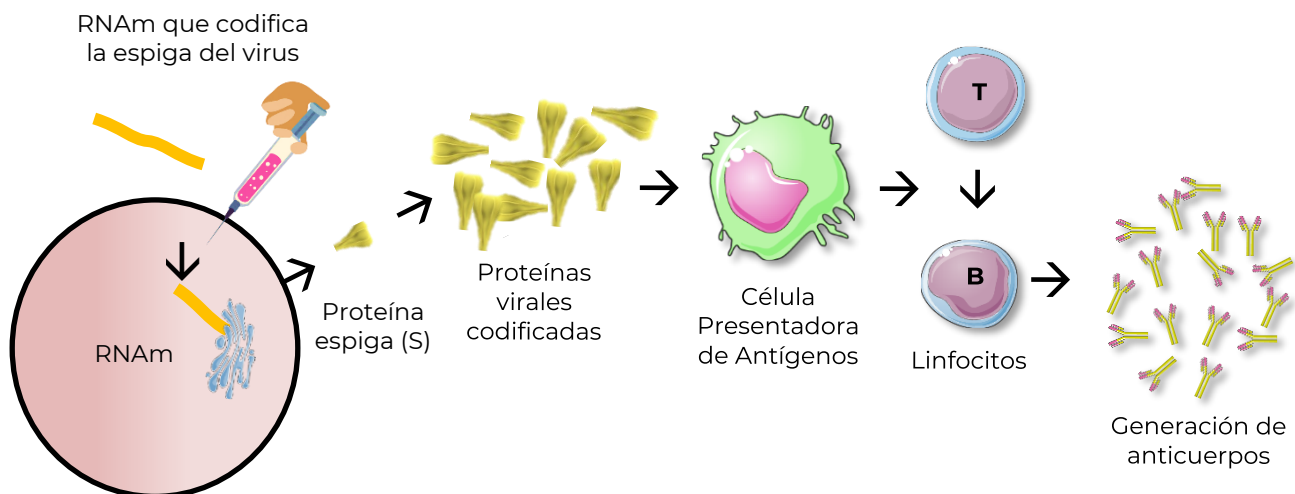 RNAm que codifica
la espiga del virus
RNAm
Proteína
espiga (S)
Proteínas
virales
codificadas
Célula
Presentadora
de Antígenos
T
B
Linfocitos
Generación de
anticuerpos